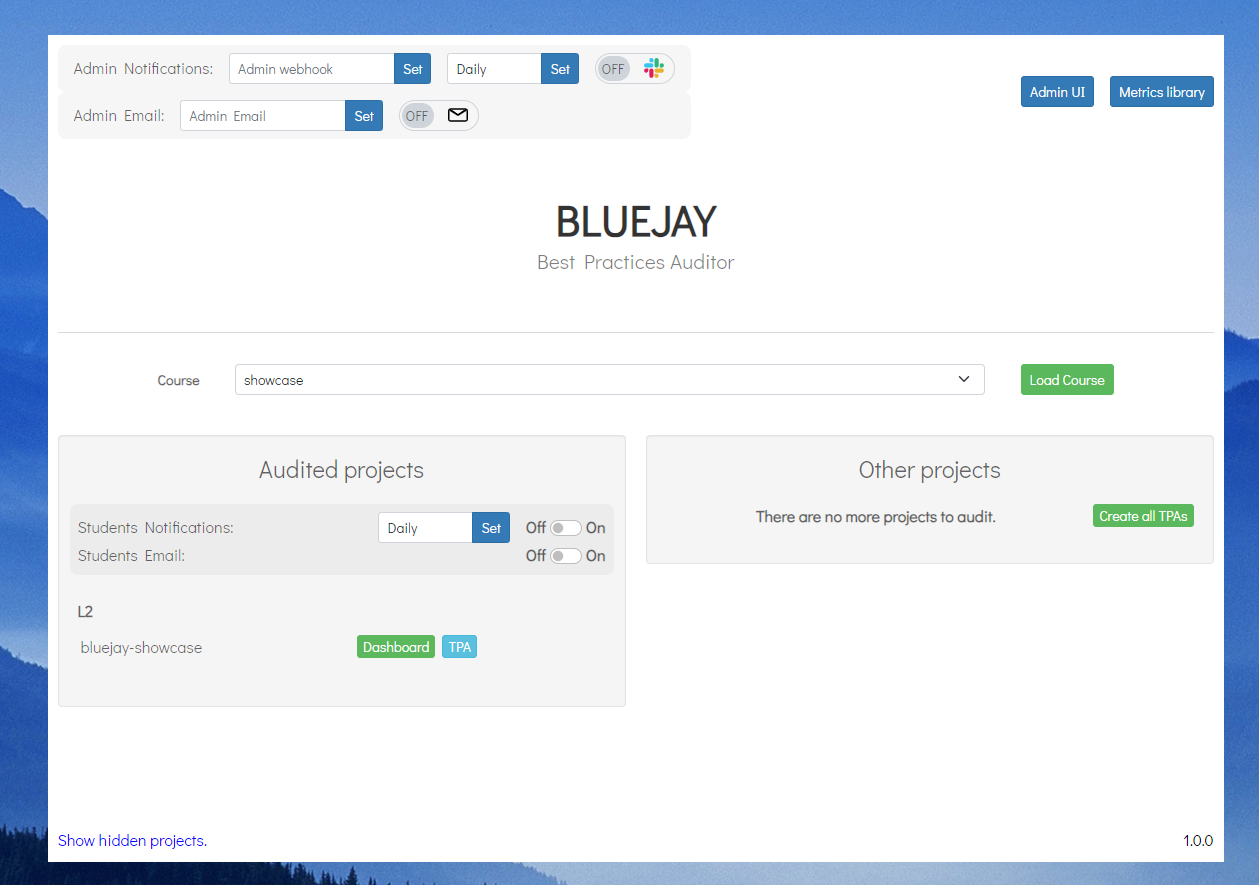 Admin Notifications: Admin webhook Set Daily Set OFF
Admin UI Metrics library
Admin Email: Admin Email Set OFF
BLUEJAY
Best Practices Auditor
Course showcase Load Course
Audited projects
Students Notifications: Daily Set Off On
Students Email: Off On
L2
bluejay-showcase Dashboard TPA
Other projects
There are no more projects to audit. Create all TPAs
Show hidden projects. 1.0.0